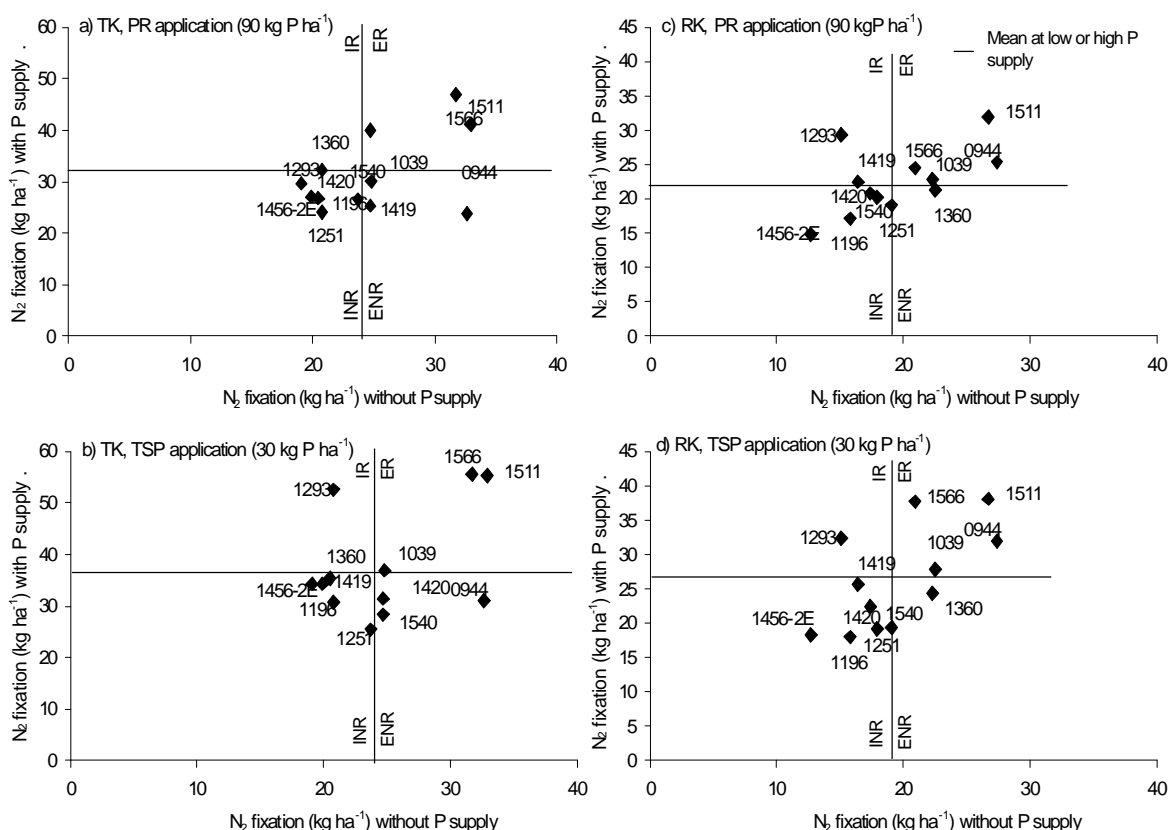 a) TK, PR application (90 kg P ha-1)
N2 fixation (kg ha-1) with P supply .
60
50
40
30
20
10
0
IR
ER
1511
1566
1360
1039
1293
1540
0944
1420
1456-2E
1196
1419
1251
INR
ENR
0
20
30
40
N2 fixation (kg ha-1) without P supply
c) RK, PR application (90 kgP ha-1)
Mean at low or high P
supply
N2 fixation (kg ha-1) with P supply .
45
40
35
30
25
20
15
10
5
0
IR
ER
1511
1293
1419
1566
0944
1039
1420
1360
1540
1251
1456-2E
1196
INR
ENR
0
10
20
30
40
N2 fixation (kg ha-1) without P supply
b) TK, TSP application (30 kg P ha-1)
N2 fixation (kg ha-1) with P supply .
60
50
40
30
20
10
0
IR
ER
1566
1511
1293
1360
1039
1419
1456-2E
1420
0944
1196
1540
1251
INR
ENR
0
10
20
30
40
N2 fixation (kg ha-1) without P supply
d) RK, TSP application (30 kg P ha-1)
N2 fixation (kg ha-1) with P supply .
45
40
35
30
25
20
15
10
5
0
IR
ER
1566
1511
1293
0944
1039
1419
1360
1456-2E
1420
1540
1251
1196
INR
ENR
0
10
20
30
40
N2 fixation (kg ha-1) without P supply